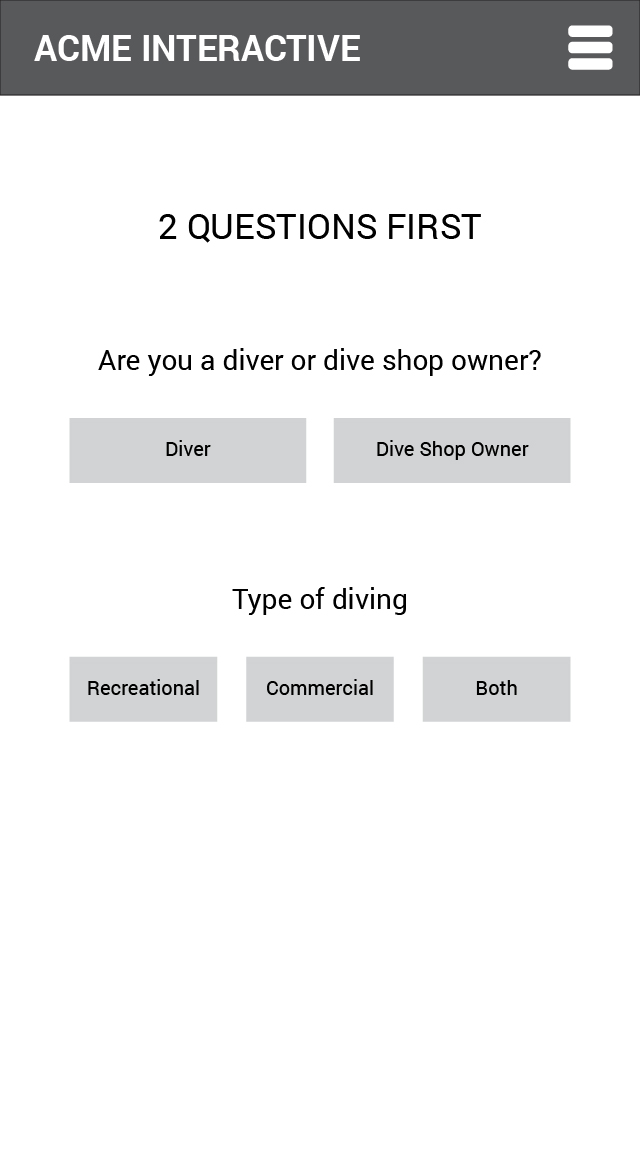 ACME INTERACTIVE
2 QUESTIONS FIRST
Are you a diver or dive shop owner?
Diver
Dive Shop Owner
Type of diving
Recreational
Commercial
Both